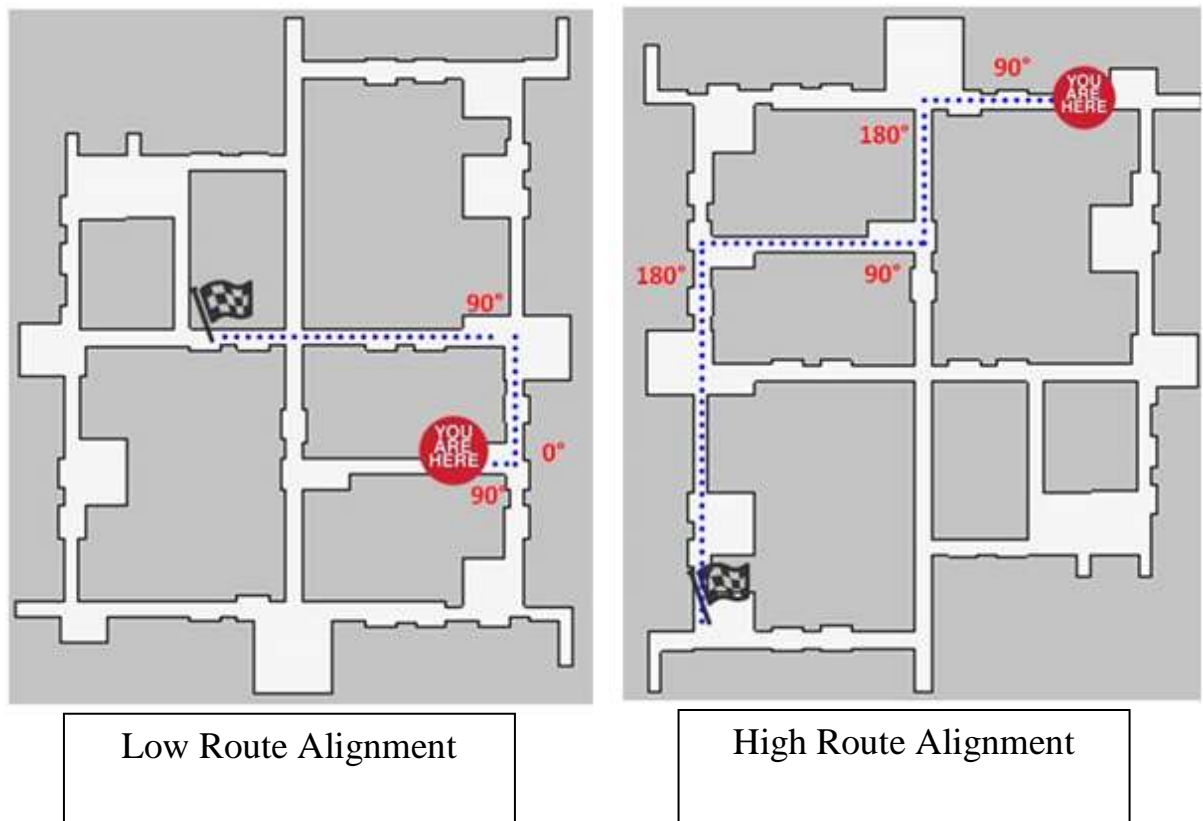 90°
YOU
ARE
HERE
0°
90°
Low Route Alignment
90°
YOU
ARE
HERE
180°
180°
90°
High Route Alignment